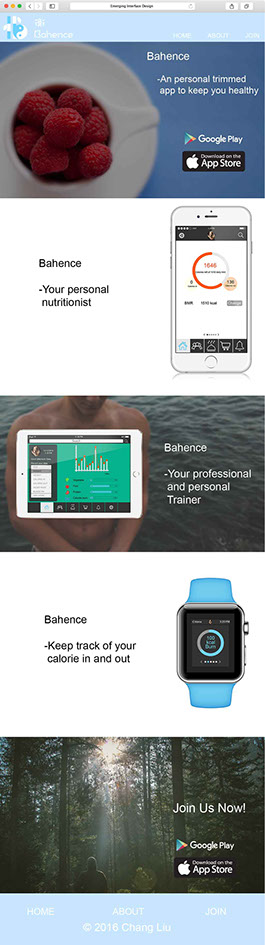 Emerging Interface Design
Bahence
HOME ABOUT JOIN
Bahence
-An personal trimmed
app to keep you healthy
Google Play
Download on the
App Store
Bahence
-Your personal
nutritionist
1646
130
BMR 1510 kcal
Bahence
-Your professional
and personal
Trainer
Bahence
-Keep track of your
calorie in and out
100
kcal
Burn
Join Us Now!
Google Play
Download on the
App Store
HOME ABOUT JOIN
© 2016 Chang Liu